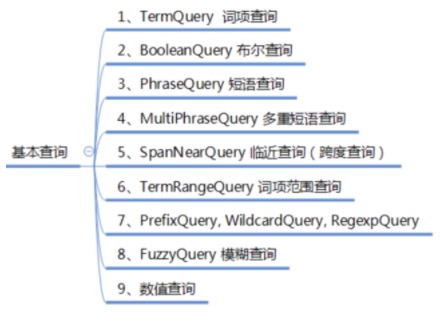 1、TermQuery 词项查询
2、BooleanQuery 布尔查询
3、PhraseQuery 短语查询
4、MultiPhraseQuery 多重短语查询
基本查询
5、SpanNearQuery 临近查询（跨度查询）
6、TermRangeQuery 词项范围查询
7、PrefixQuery, WildcardQuery, RegexpQuery
8、FuzzyQuery 模糊查询
9、数值查询